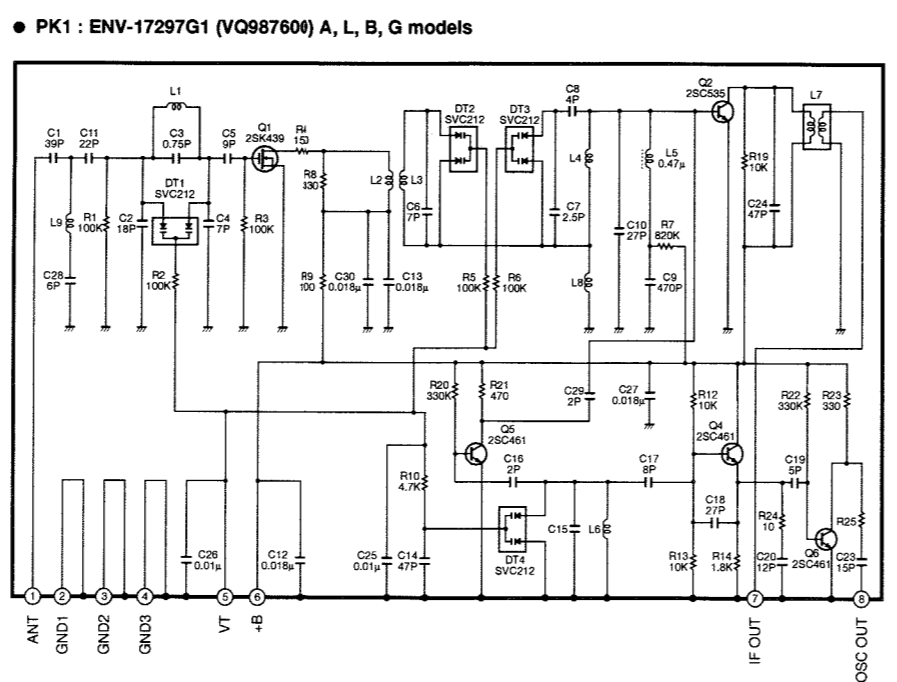 ● PK1 : ENV-17297G1 (VQ987600) A, L, B, G models
L1
C1
39P
C11
22P
C3
0.75P
C5
9P
Q1
2SK439
R4
150
DT2
SVC212
DT3
SVC212
C8
4P
Q2
2SC535
L7
DT1
SVC212
R8
330
L2
L3
C6
7P
L4
L5
0.47μ
R19
10K
L9
R1
100K
C2
18P
C4
7P
R3
100K
C7
2.5P
C10
27P
R7
820K
C24
47P
C28
6P
R2
100K
R9
100
C30
0.018μ
C13
0.018μ
R5
100K
R6
100K
L8
C9
470P
R20
330K
R21
470
C29
2P
C27
0.018μ
R12
10K
R22
330K
R23
330
Q5
2SC461
Q4
2SC461
R10
4.7K
C16
2P
C17
8P
C19
5P
C18
27P
R24
10
R25
C26
0.01μ
C12
0.018μ
C25
0.01μ
C14
47P
DT4
SVC212
C15
L6
R13
10K
R14
1.8K
C20
12P
Q6
2SC461
C23
15P
1
2
3
4
5
6
7
8
ANT
GND1
GND2
GND3
VT
+B
IF OUT
OSC OUT